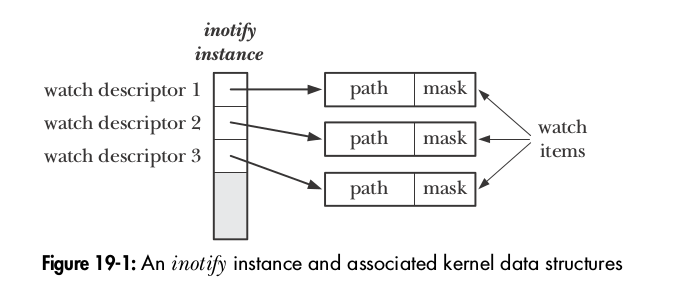 inotify
instance
watch descriptor 1
path mask
watch descriptor 2
path mask
watch descriptor 3
path mask
watch
items
Figure 19-1: An inotify instance and associated kernel data structures